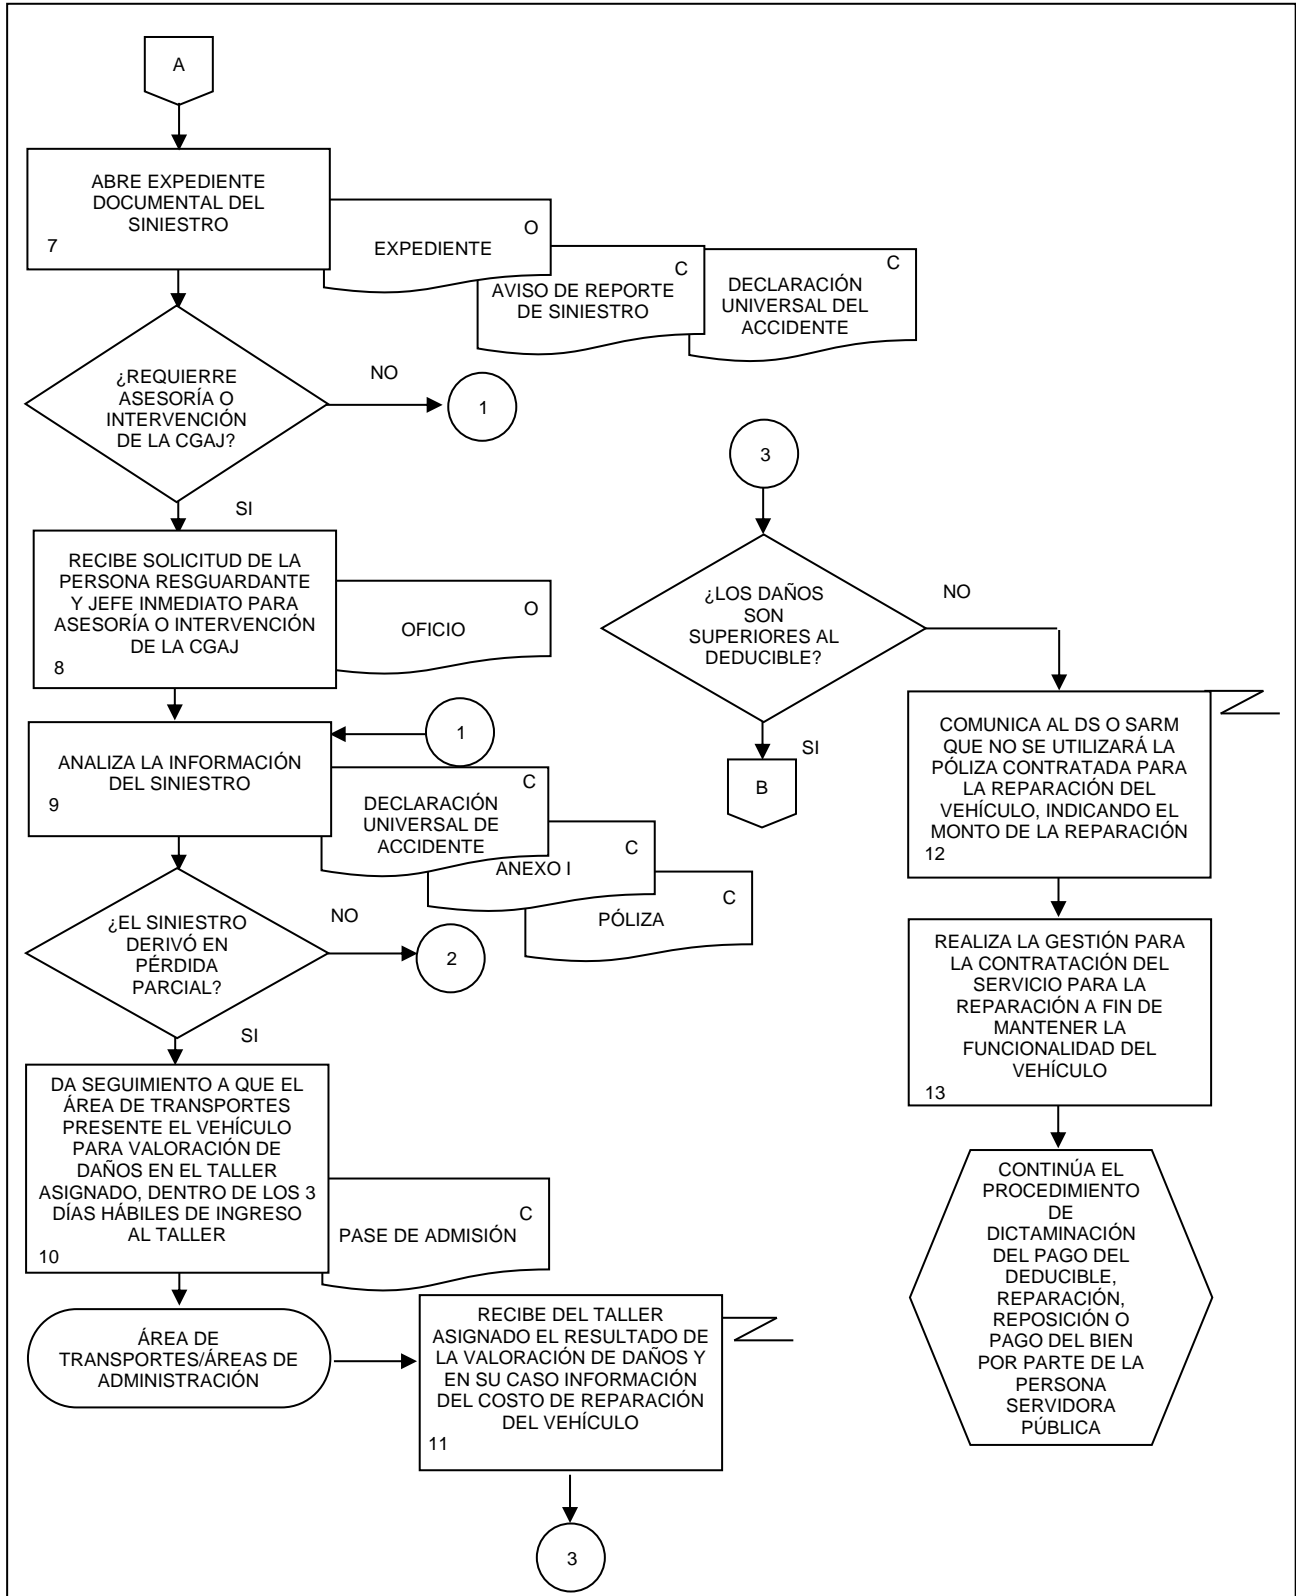 A
ABRE EXPEDIENTE
DOCUMENTAL DEL
SINIESTRO
7
O
EXPEDIENTE
C
AVISO DE REPORTE
DE SINIESTRO
C
DECLARACIÓN
UNIVERSAL DEL
ACCIDENTE
¿REQUIERRE
ASESORÍA O
INTERVENCIÓN
DE LA CGAJ?
NO
1
SI
RECIBE SOLICITUD DE LA
PERSONA RESGUARDANTE
Y JEFE INMEDIATO PARA
ASESORÍA O INTERVENCIÓN
DE LA CGAJ
8
O
OFICIO
1
ANALIZA LA INFORMACIÓN
DEL SINIESTRO
9
C
DECLARACIÓN
UNIVERSAL DE
ACCIDENTE
C
ANEXO I
C
PÓLIZA
¿EL SINIESTRO
DERIVÓ EN
PÉRDIDA
PARCIAL?
NO
2
SI
DA SEGUIMIENTO A QUE EL
ÁREA DE TRANSPORTES
PRESENTE EL VEHÍCULO
PARA VALORACIÓN DE
DAÑOS EN EL TALLER
ASIGNADO, DENTRO DE LOS 3
DÍAS HÁBILES DE INGRESO
AL TALLER
10
C
PASE DE ADMISIÓN
ÁREA DE
TRANSPORTES/ÁREAS DE
ADMINISTRACIÓN
RECIBE DEL TALLER
ASIGNADO EL RESULTADO DE
LA VALORACIÓN DE DAÑOS Y
EN SU CASO INFORMACIÓN
DEL COSTO DE REPARACIÓN
DEL VEHÍCULO
11
3
3
¿LOS DAÑOS
SON
SUPERIORES AL
DEDUCIBLE?
NO
SI
B
COMUNICA AL DS O SARM
QUE NO SE UTILIZARÁ LA
PÓLIZA CONTRATADA PARA
LA REPARACIÓN DEL
VEHÍCULO, INDICANDO EL
MONTO DE LA REPARACIÓN
12
REALIZA LA GESTIÓN PARA
LA CONTRATACIÓN DEL
SERVICIO PARA LA
REPARACIÓN A FIN DE
MANTENER LA
FUNCIONALIDAD DEL
VEHÍCULO
13
CONTINÚA EL
PROCEDIMIENTO
DE
DICTAMINACIÓN
DEL PAGO DEL
DEDUCIBLE,
REPARACIÓN,
REPOSICIÓN O
PAGO DEL BIEN
POR PARTE DE LA
PERSONA
SERVIDORA
PÚBLICA